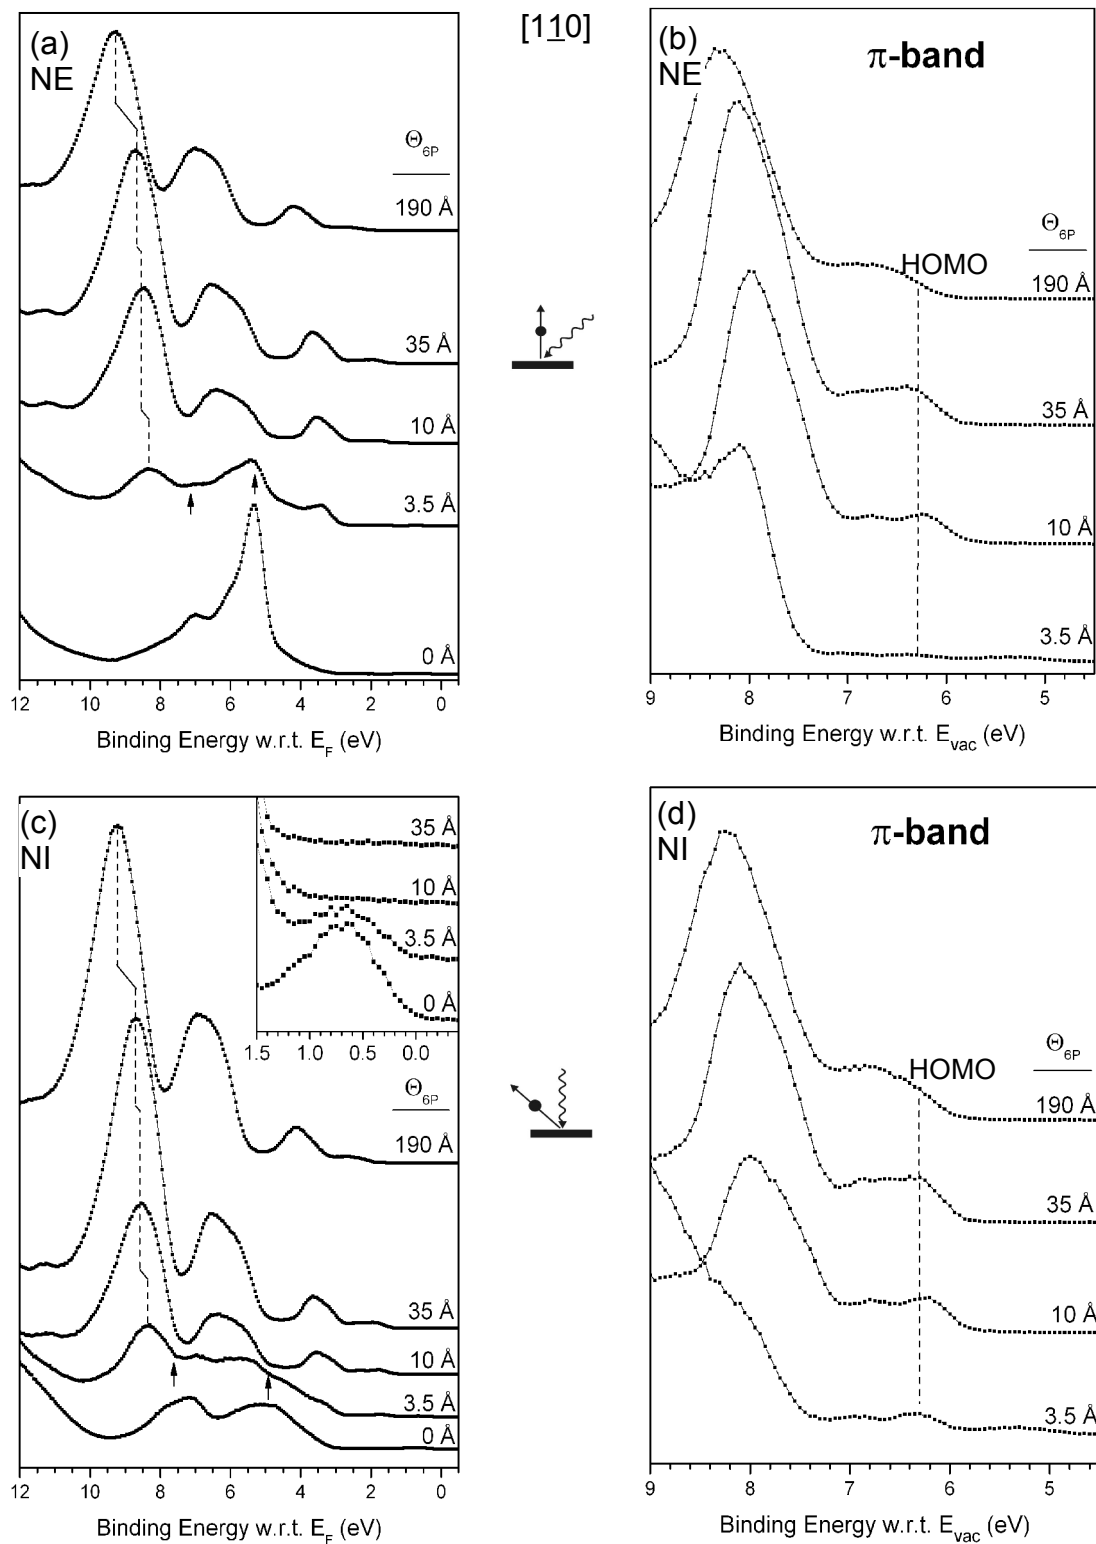 (a)
NE
Θ6P
190 Å
35 Å
10 Å
3.5 Å
0 Å
12 10 8 6 4 2 0
Binding Energy w.r.t. EF (eV)
[110]
(b)
NE
π-band
HOMO
Θ6P
190 Å
35 Å
10 Å
3.5 Å
9 8 7 6 5
Binding Energy w.r.t. Evac (eV)
(c)
NI
35 Å
10 Å
3.5 Å
0 Å
1.5 1.0 0.5 0.0
Θ6P
190 Å
35 Å
10 Å
3.5 Å
0 Å
12 10 8 6 4 2 0
Binding Energy w.r.t. EF (eV)
(d)
NI
π-band
HOMO
Θ6P
190 Å
35 Å
10 Å
3.5 Å
9 8 7 6 5
Binding Energy w.r.t. Evac (eV)